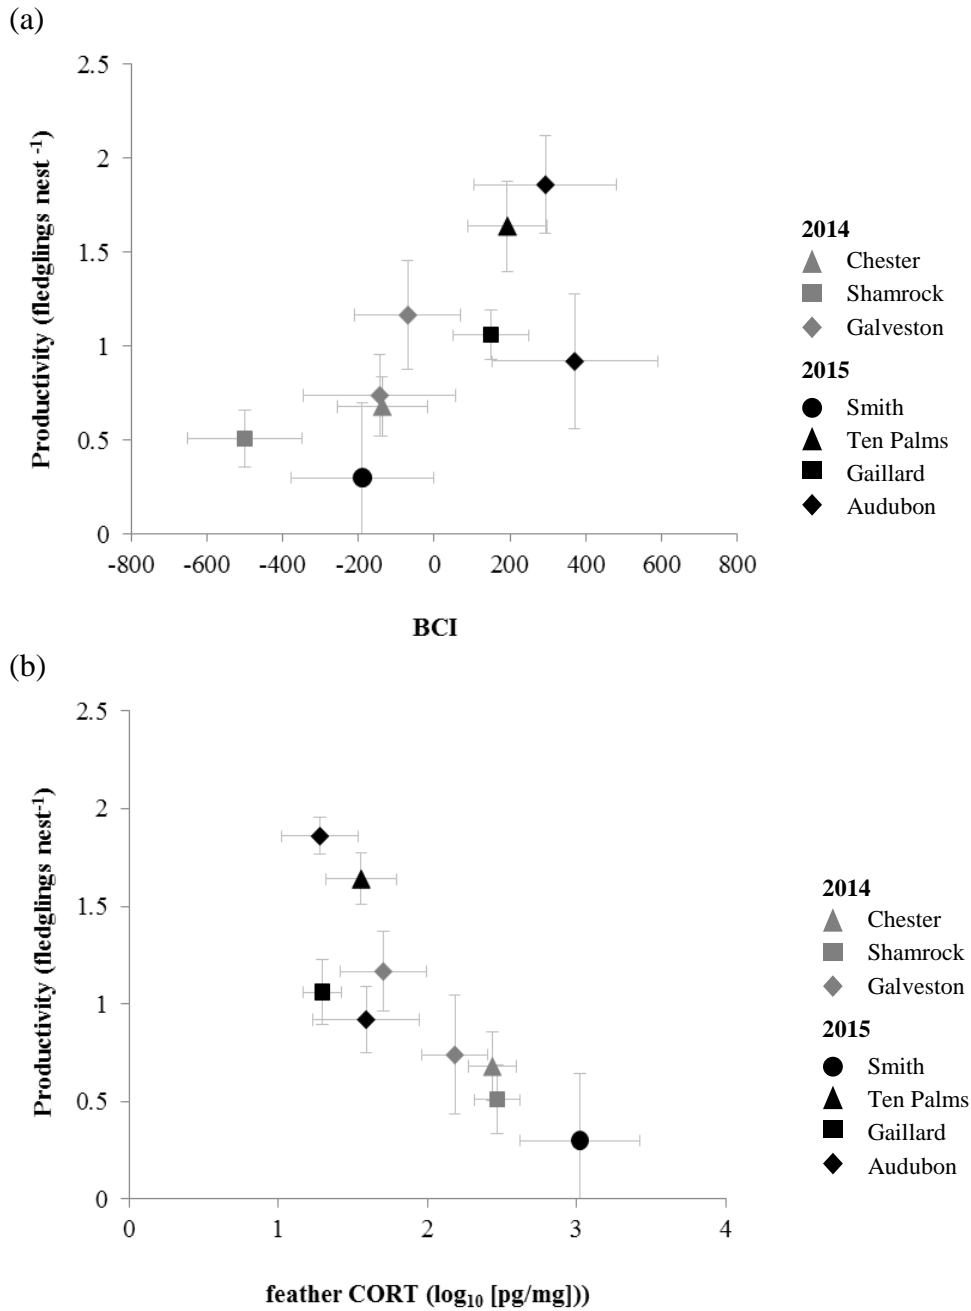 (a)
2.5
2
1.5
1
0.5
0
-800
-600
-400
-200
0
200
400
600
800
Productivity (fledglings nest -1)
BCI
2014
Chester
Shamrock
Galveston
2015
Smith
Ten Palms
Gaillard
Audubon
(b)
2.5
2
1.5
1
0.5
0
0
1
2
3
4
Productivity (fledglings nest-1)
feather CORT (log10 [pg/mg]))
2014
Chester
Shamrock
Galveston
2015
Smith
Ten Palms
Gaillard
Audubon